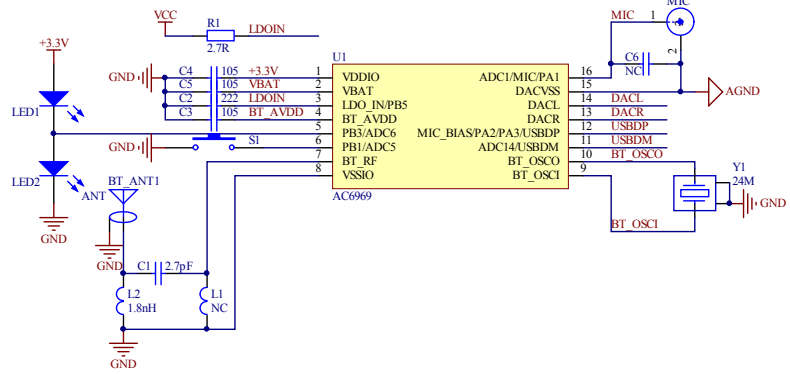 MIC
VCC
R1
LDOIN
MIC
1
2.7R
+3.3V
U1
2
C6
NC
GND
C4
105
+3.3V
1
VDDIO
ADC1/MIC/PA1
16
C5
105
VBAT
2
VBAT
DACVSS
15
AGND
C2
222
LDOIN
3
LDO_IN/PB5
DACL
14
DACL
LED1
C3
105
BT_AVDD
4
BT_AVDD
DACR
13
DACR
5
PB3/ADC6
MIC_BIAS/PA2/PA3/USBDP
12
USBDP
GND
S1
6
PB1/ADC5
ADC14/USBDM
11
USBDM
7
BT_RF
BT_OSCO
10
BT_OSCO
LED2
BT_ANT1
8
VSSIO
BT_OSCI
9
Y1
24M
ANT
AC6969
GND
GND
BT_OSCI
GND
C1
2.7pF
L2
1.8nH
L1
NC
GND